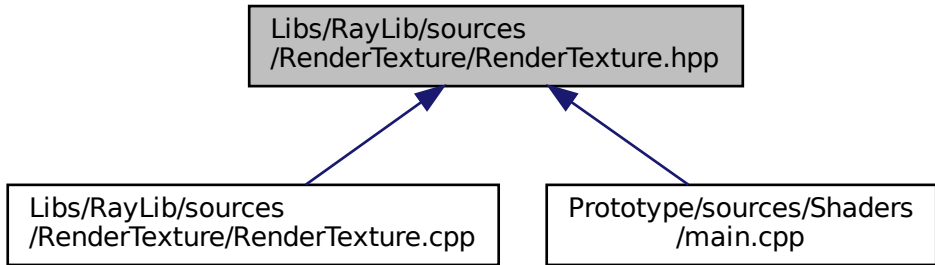 Libs/RayLib/sources
/RenderTexture/RenderTexture.hpp
Libs/RayLib/sources
/RenderTexture/RenderTexture.cpp
Prototype/sources/Shaders
/main.cpp